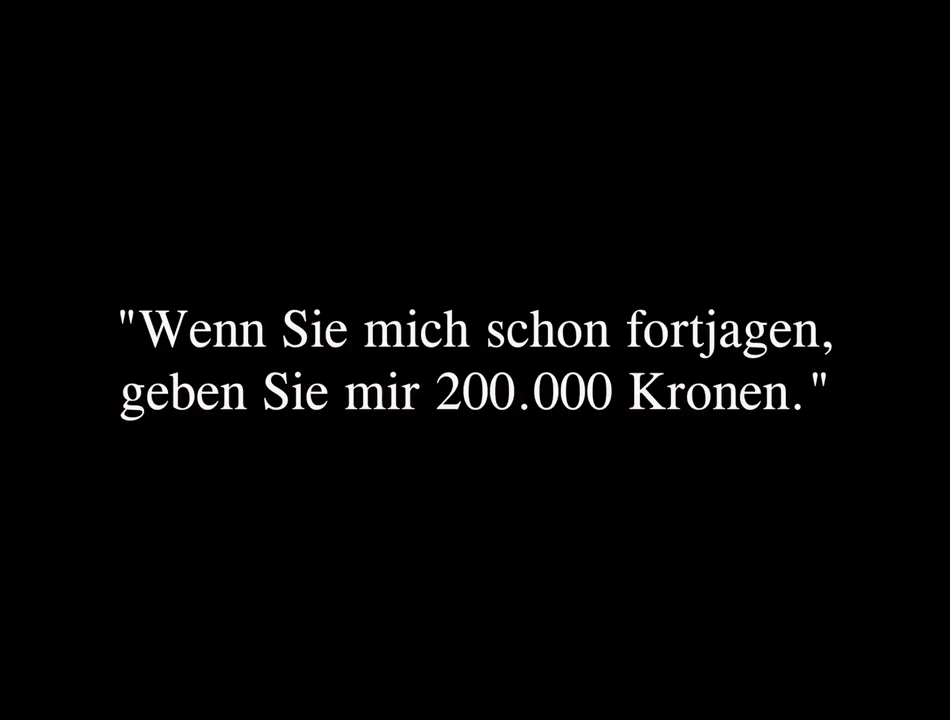 "Wenn Sie mich schon fortjagen,
geben Sie mir 200.000 Kronen."